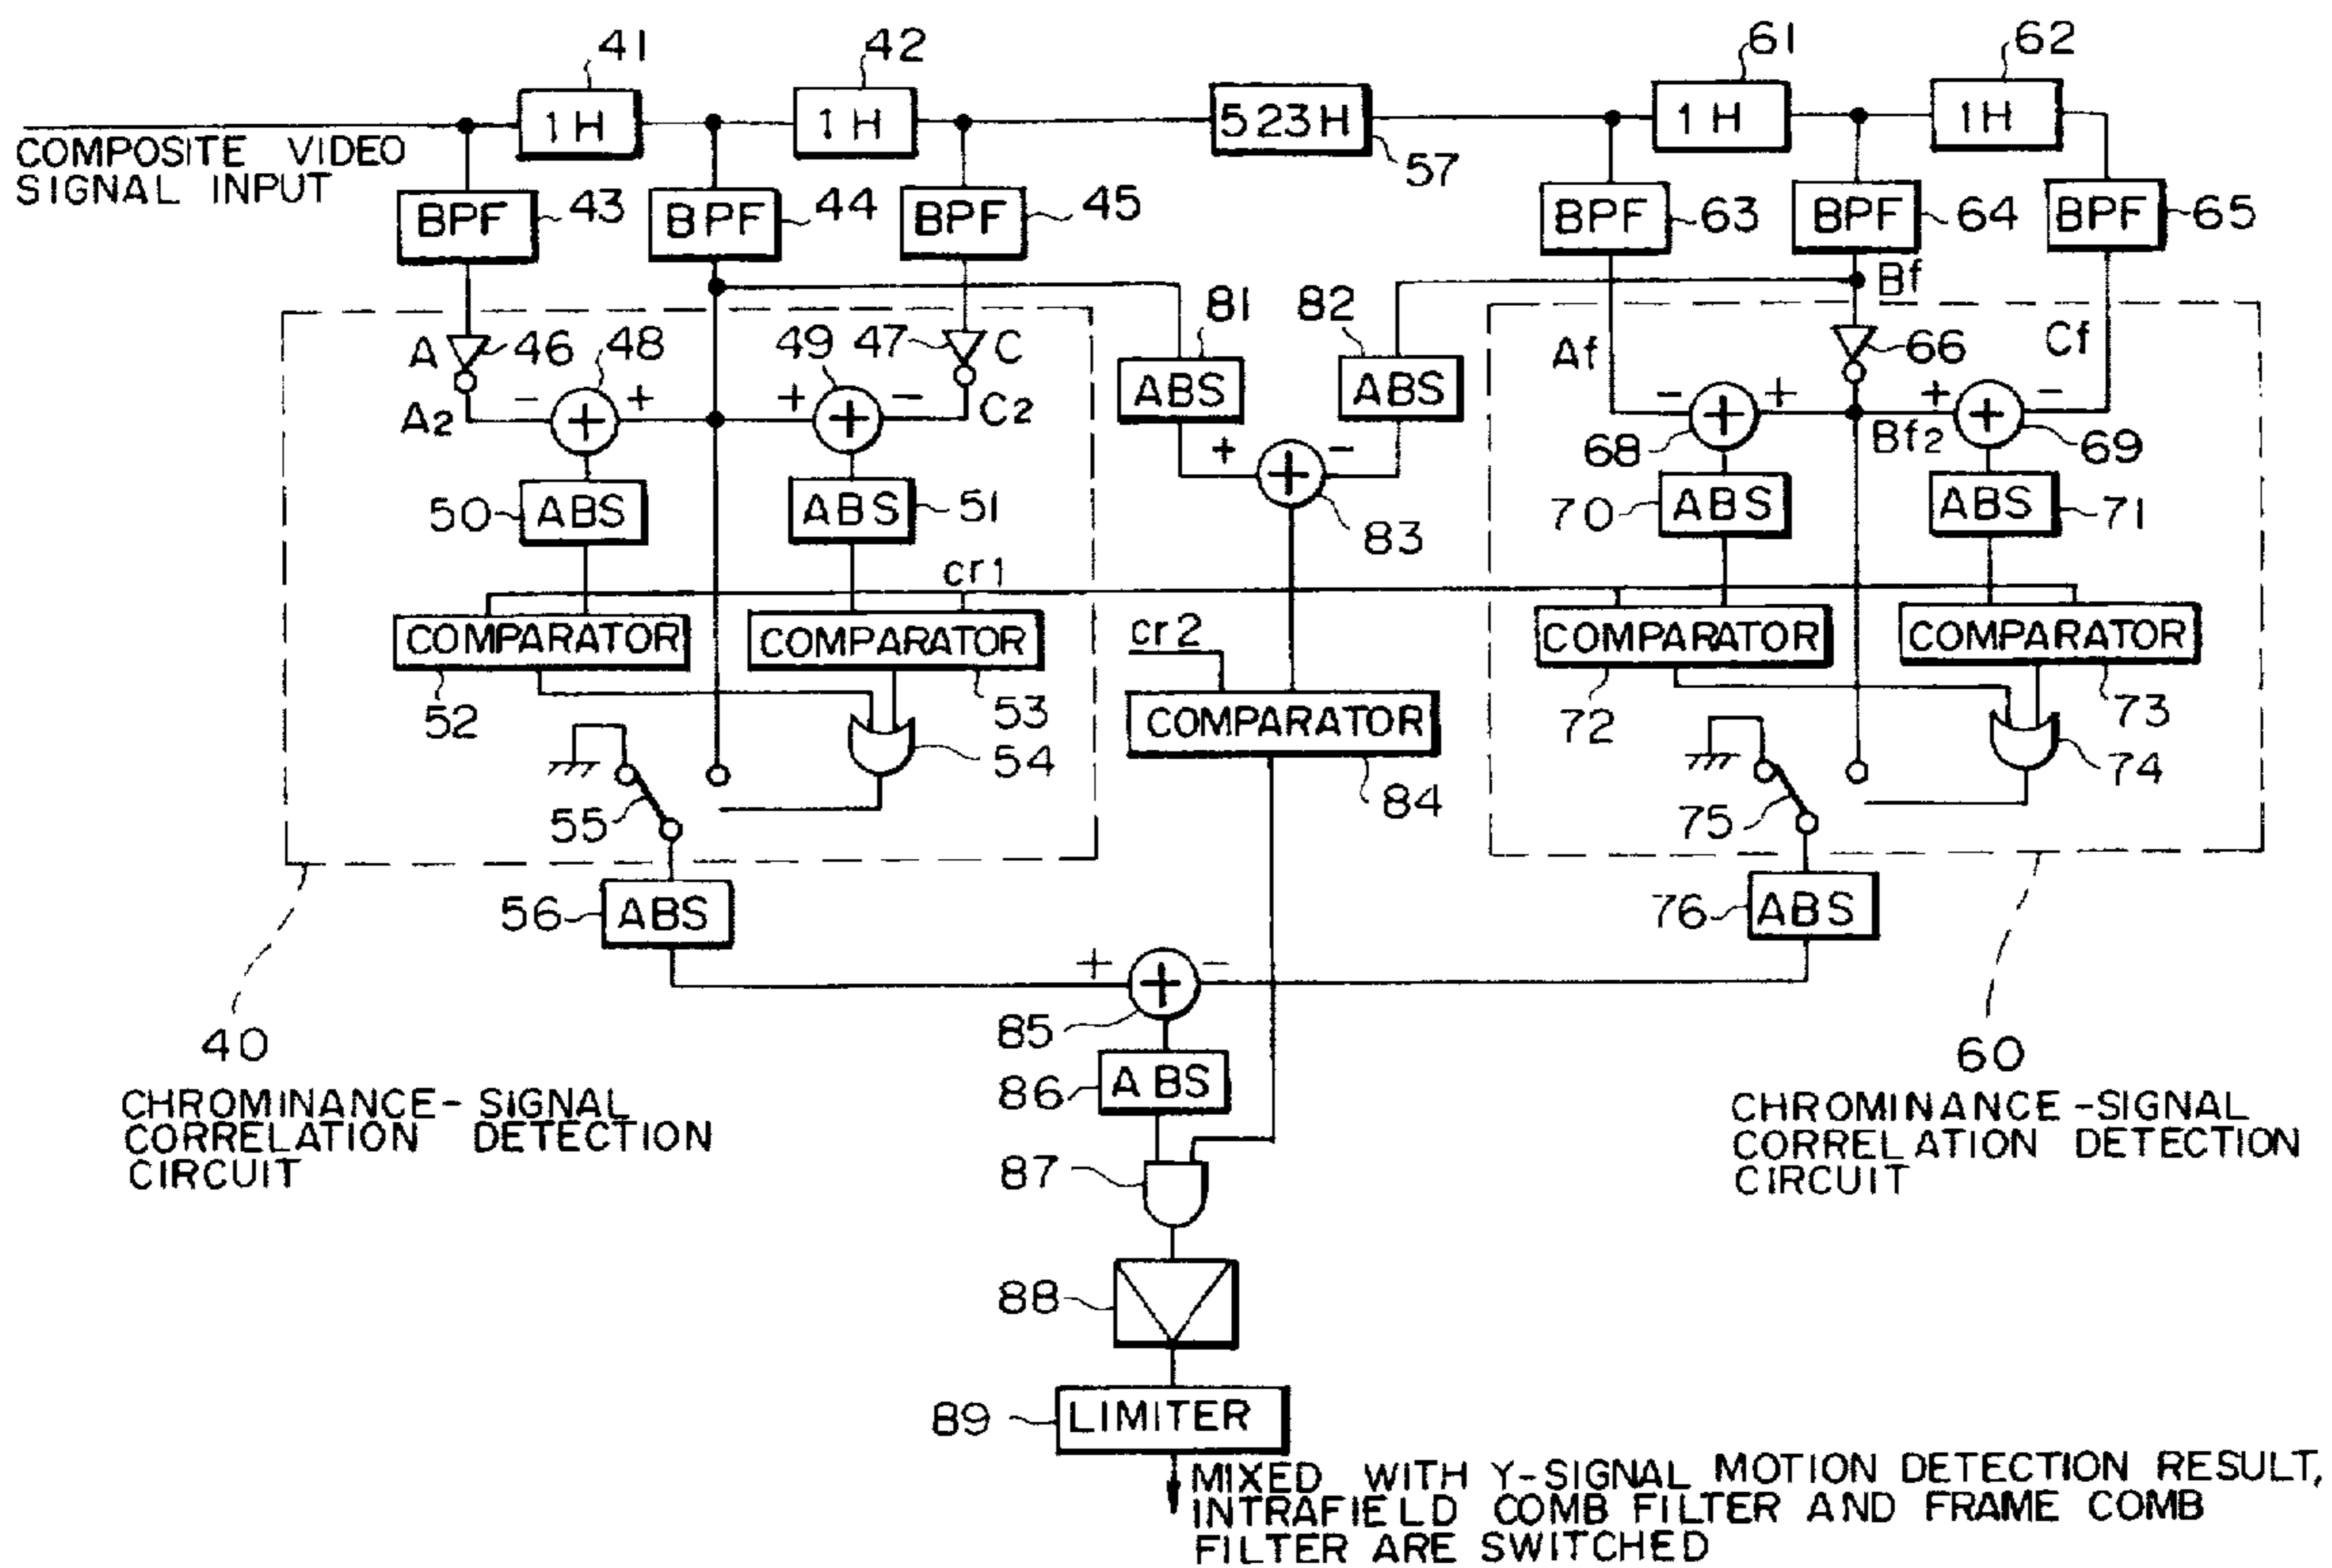 41
42
61
62
1H
1H
523H
1H
1H
57
COMPOSITE VIDEO
SIGNAL INPUT
BPF
43
BPF
44
BPF
45
BPF
63
BPF
64
BPF
65
Bf
81
82
A
46
48
49
47
C
Af
66
Cf
ABS
ABS
A2
-
+
+
+
+
-
C2
-
+
+
+
+
-
68
Bf2
69
+
+
-
83
50
ABS
ABS
51
70
ABS
ABS
71
cr1
COMPARATOR
COMPARATOR
cr2
COMPARATOR
COMPARATOR
52
53
72
73
COMPARATOR
54
84
74
55
75
56
ABS
76
ABS
+
+
-
85
40
86
ABS
60
CHROMINANCE-SIGNAL
CORRELATION DETECTION
CIRCUIT
CHROMINANCE-SIGNAL
CORRELATION DETECTION
CIRCUIT
87
88
89
LIMITER
MIXED WITH Y-SIGNAL MOTION DETECTION RESULT,
INTRAFIELD COMB FILTER AND FRAME COMB
FILTER ARE SWITCHED